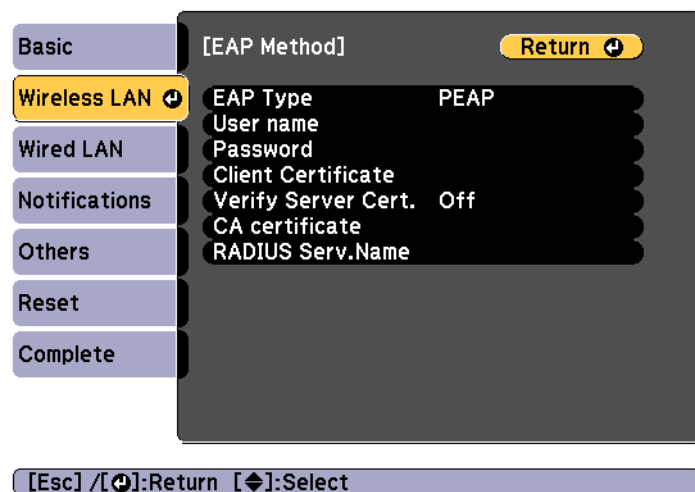 Basic
Wireless LAN
Wired LAN
Notifications
Others
Reset
Complete
[EAP Method]
Return
EAP Type PEAP
User name
Password
Client Certificate
Verify Server Cert. Off
CA certificate
RADIUS Serv.Name
[Esc] /[⏎]:Return [◆]:Select